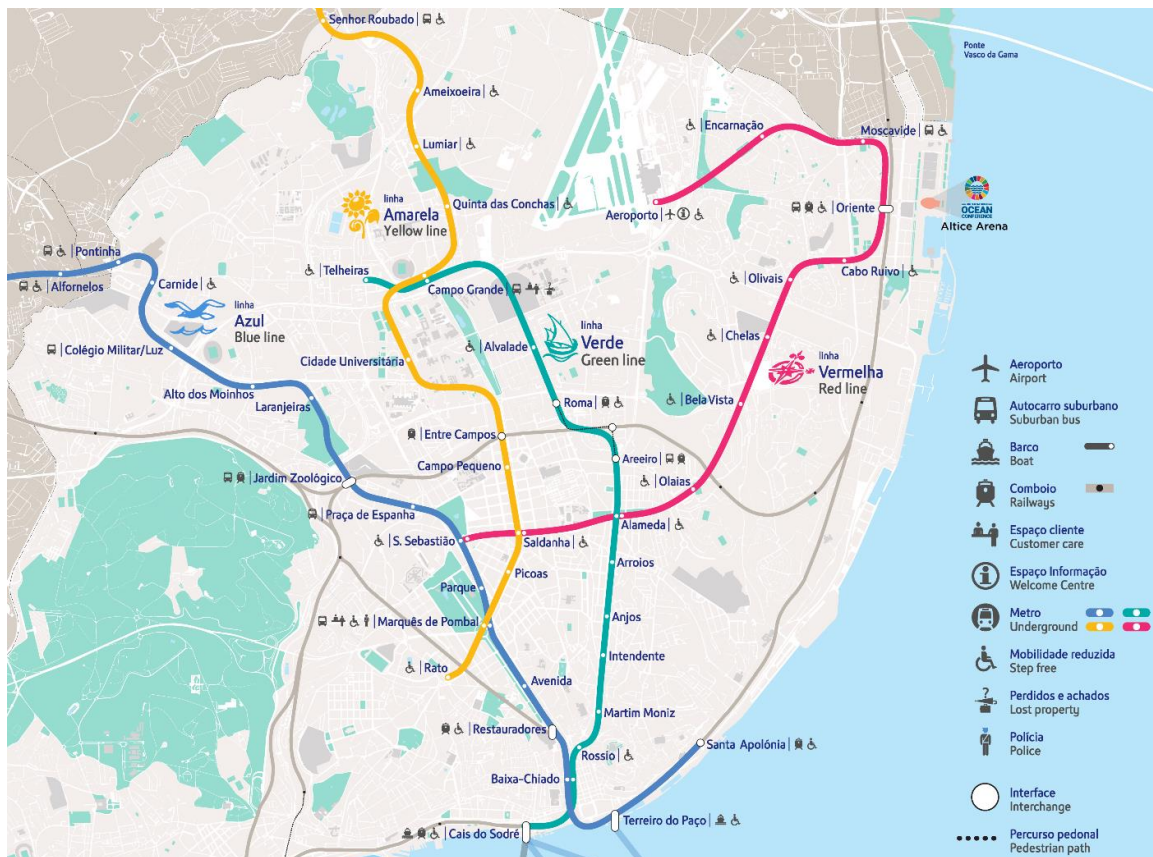 Senhor Roubado
Ponte
Vasco da Gama
Ameixoeira
Encarnação
Moscavide
Lumiar
linha
Amarela
Yellow line
Quinta das Conchas
Aeroporto
Oriente
OCEAN
CONFERENCE
Altice Arena
Pontinha
Alfornelos
Carnide
Telheiras
Campo Grande
Olivais
Cabo Ruivo
linha
Azul
Blue line
linha
Verde
Green line
Colégio Militar/Luz
Cidade Universitária
Alvalade
Chelas
linha
Vermelha
Red line
Alto dos Moinhos
Laranjeiras
Roma
Bela Vista
Entre Campos
Campo Pequeno
Areeiro
Olaias
Jardim Zoológico
Praça de Espanha
S. Sebastião
Saldanha
Alameda
Parque
Picoas
Arroios
Marquês de Pombal
Anjos
Rato
Intendente
Avenida
Martim Moniz
Restauradores
Rossio
Santa Apolónia
Baixa-Chiado
Cais do Sodré
Terreiro do Paço
Aeroporto
Airport
Autocarro suburbano
Suburban bus
Barco
Boat
Comboio
Railways
Espaço cliente
Customer care
Espaço Informação
Welcome Centre
Metro
Underground
Mobilidade reduzida
Step free
Perdidos e achados
Lost property
Polícia
Police
Interface
Interchange
Percurso pedonal
Pedestrian path